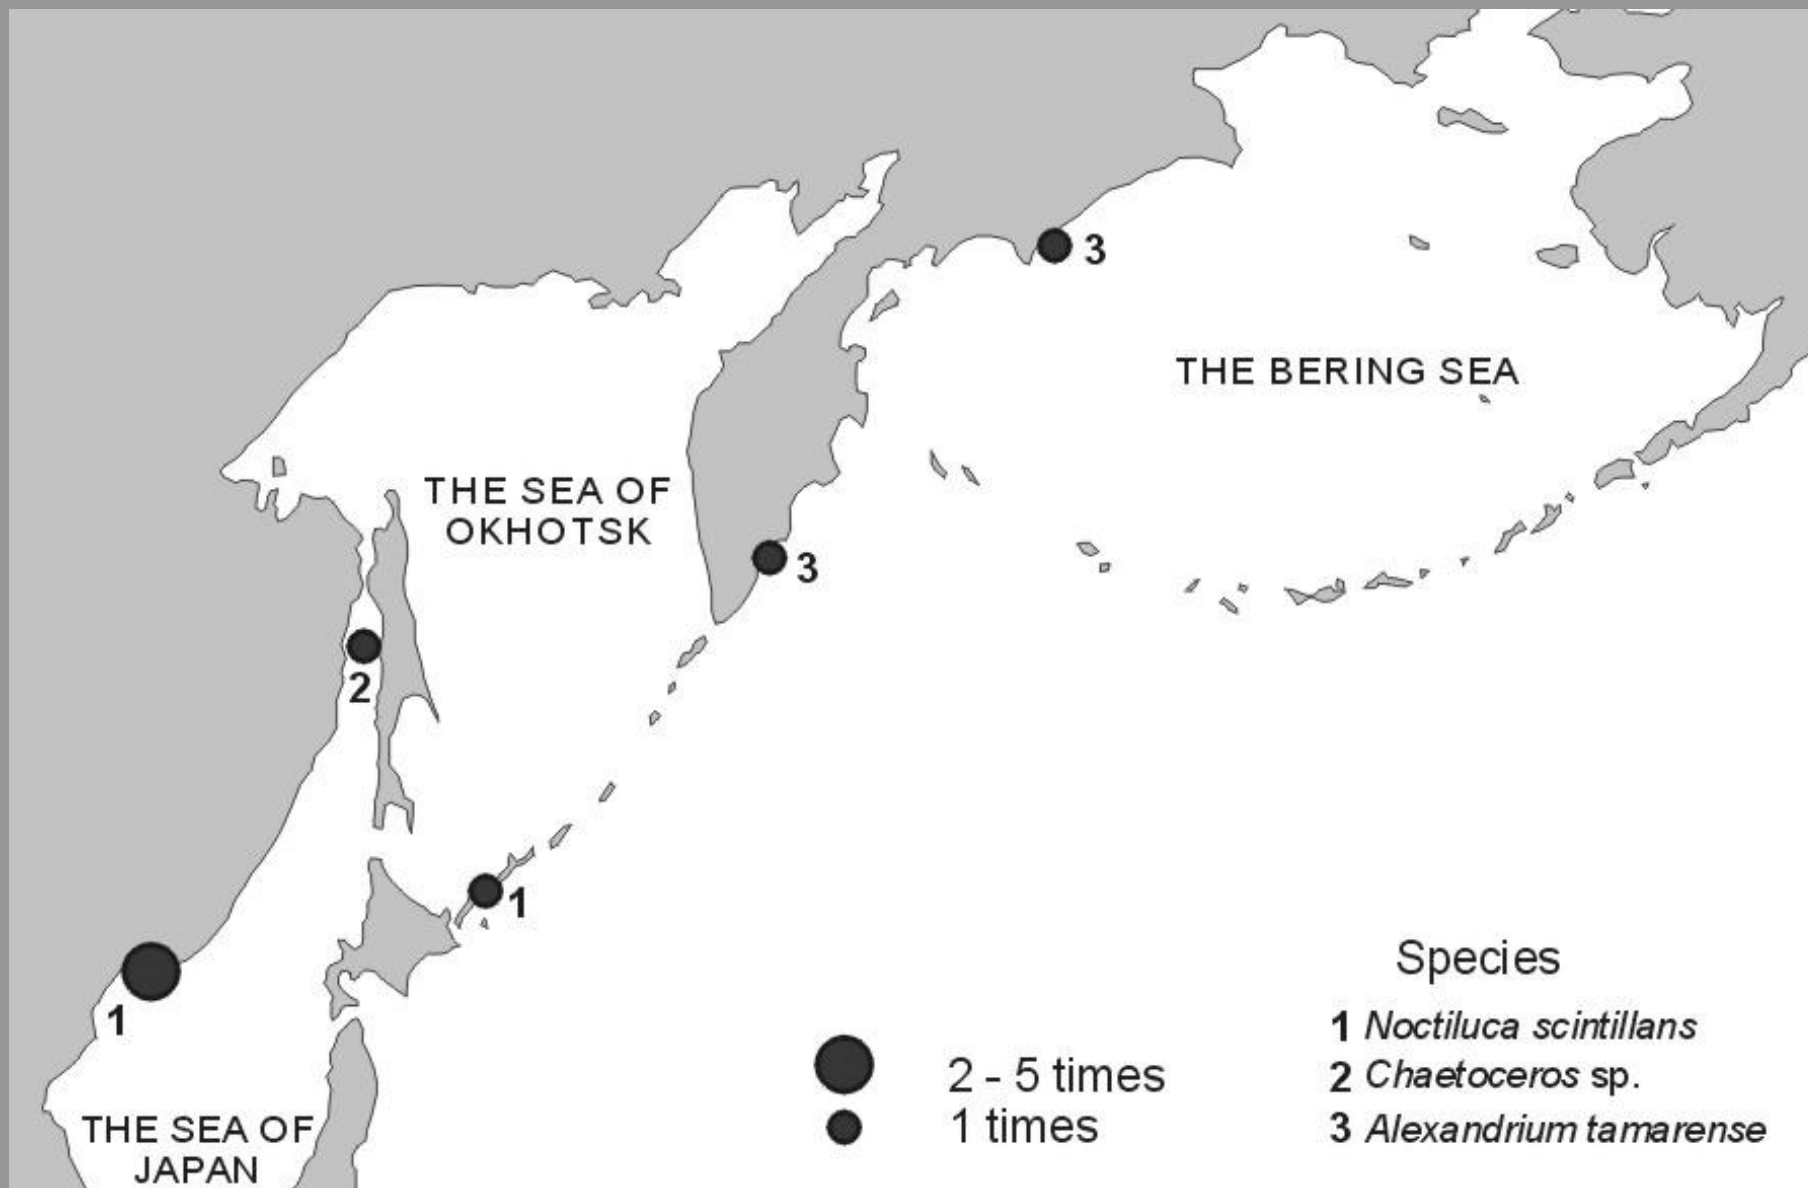 3
THE BERING SEA
THE SEA OF
OKHOTSK
3
2
1
1
THE SEA OF
JAPAN
2 - 5 times
1 times
Species
1 Noctiluca scintillans
2 Chaetoceros sp.
3 Alexandrium tamarense